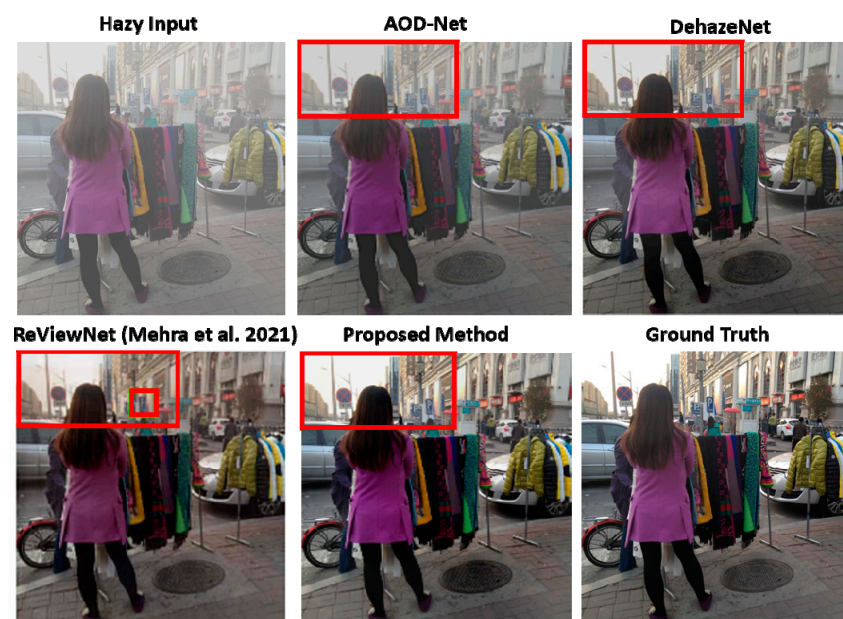 Hazy Input
AOD-Net
DehazeNet
ReViewNet (Mehra et al. 2021)
Proposed Method
Ground Truth